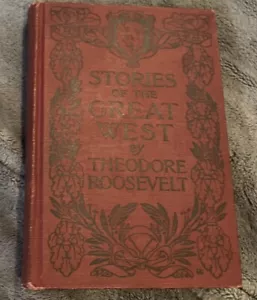 STORIES
OF THE
GREAT
WEST
BY
THEODORE
ROOSEVELT